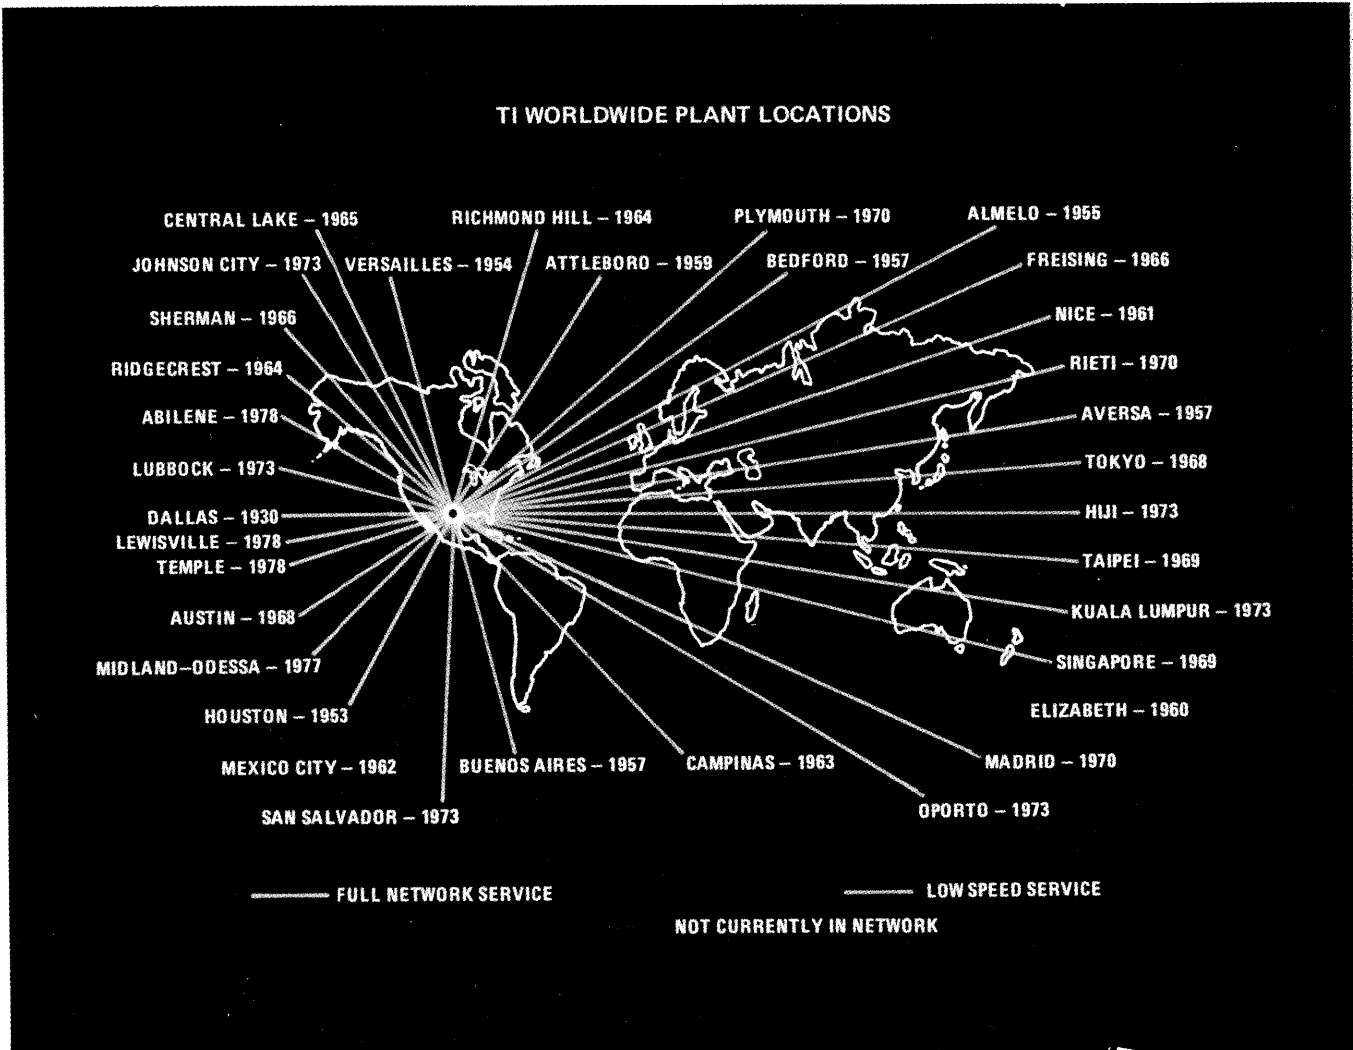 TI WORLDWIDE PLANT LOCATIONS
CENTRAL LAKE – 1965
RICHMOND HILL – 1964
PLYMOUTH – 1970
ALMELO – 1955
JOHNSON CITY – 1973
VERSAILLES – 1954
ATTLEBORO – 1959
BEDFORD – 1957
FREISING – 1966
SHERMAN – 1966
NICE – 1961
RIDGECREST – 1964
RIETI – 1970
ABILENE – 1978
AVERSA – 1957
LUBBOCK – 1973
TOKYO – 1968
DALLAS – 1930
HIJI – 1973
LEWISVILLE – 1978
TEMPLE – 1978
TAIPEI – 1969
AUSTIN – 1968
KUALA LUMPUR – 1973
MIDLAND–ODESSA – 1977
SINGAPORE – 1969
HOUSTON – 1953
ELIZABETH – 1960
MEXICO CITY – 1962
BUENOS AIRES – 1957
CAMPINAS – 1963
MADRID – 1970
SAN SALVADOR – 1973
OPORTO – 1973
FULL NETWORK SERVICE
LOW SPEED SERVICE
NOT CURRENTLY IN NETWORK